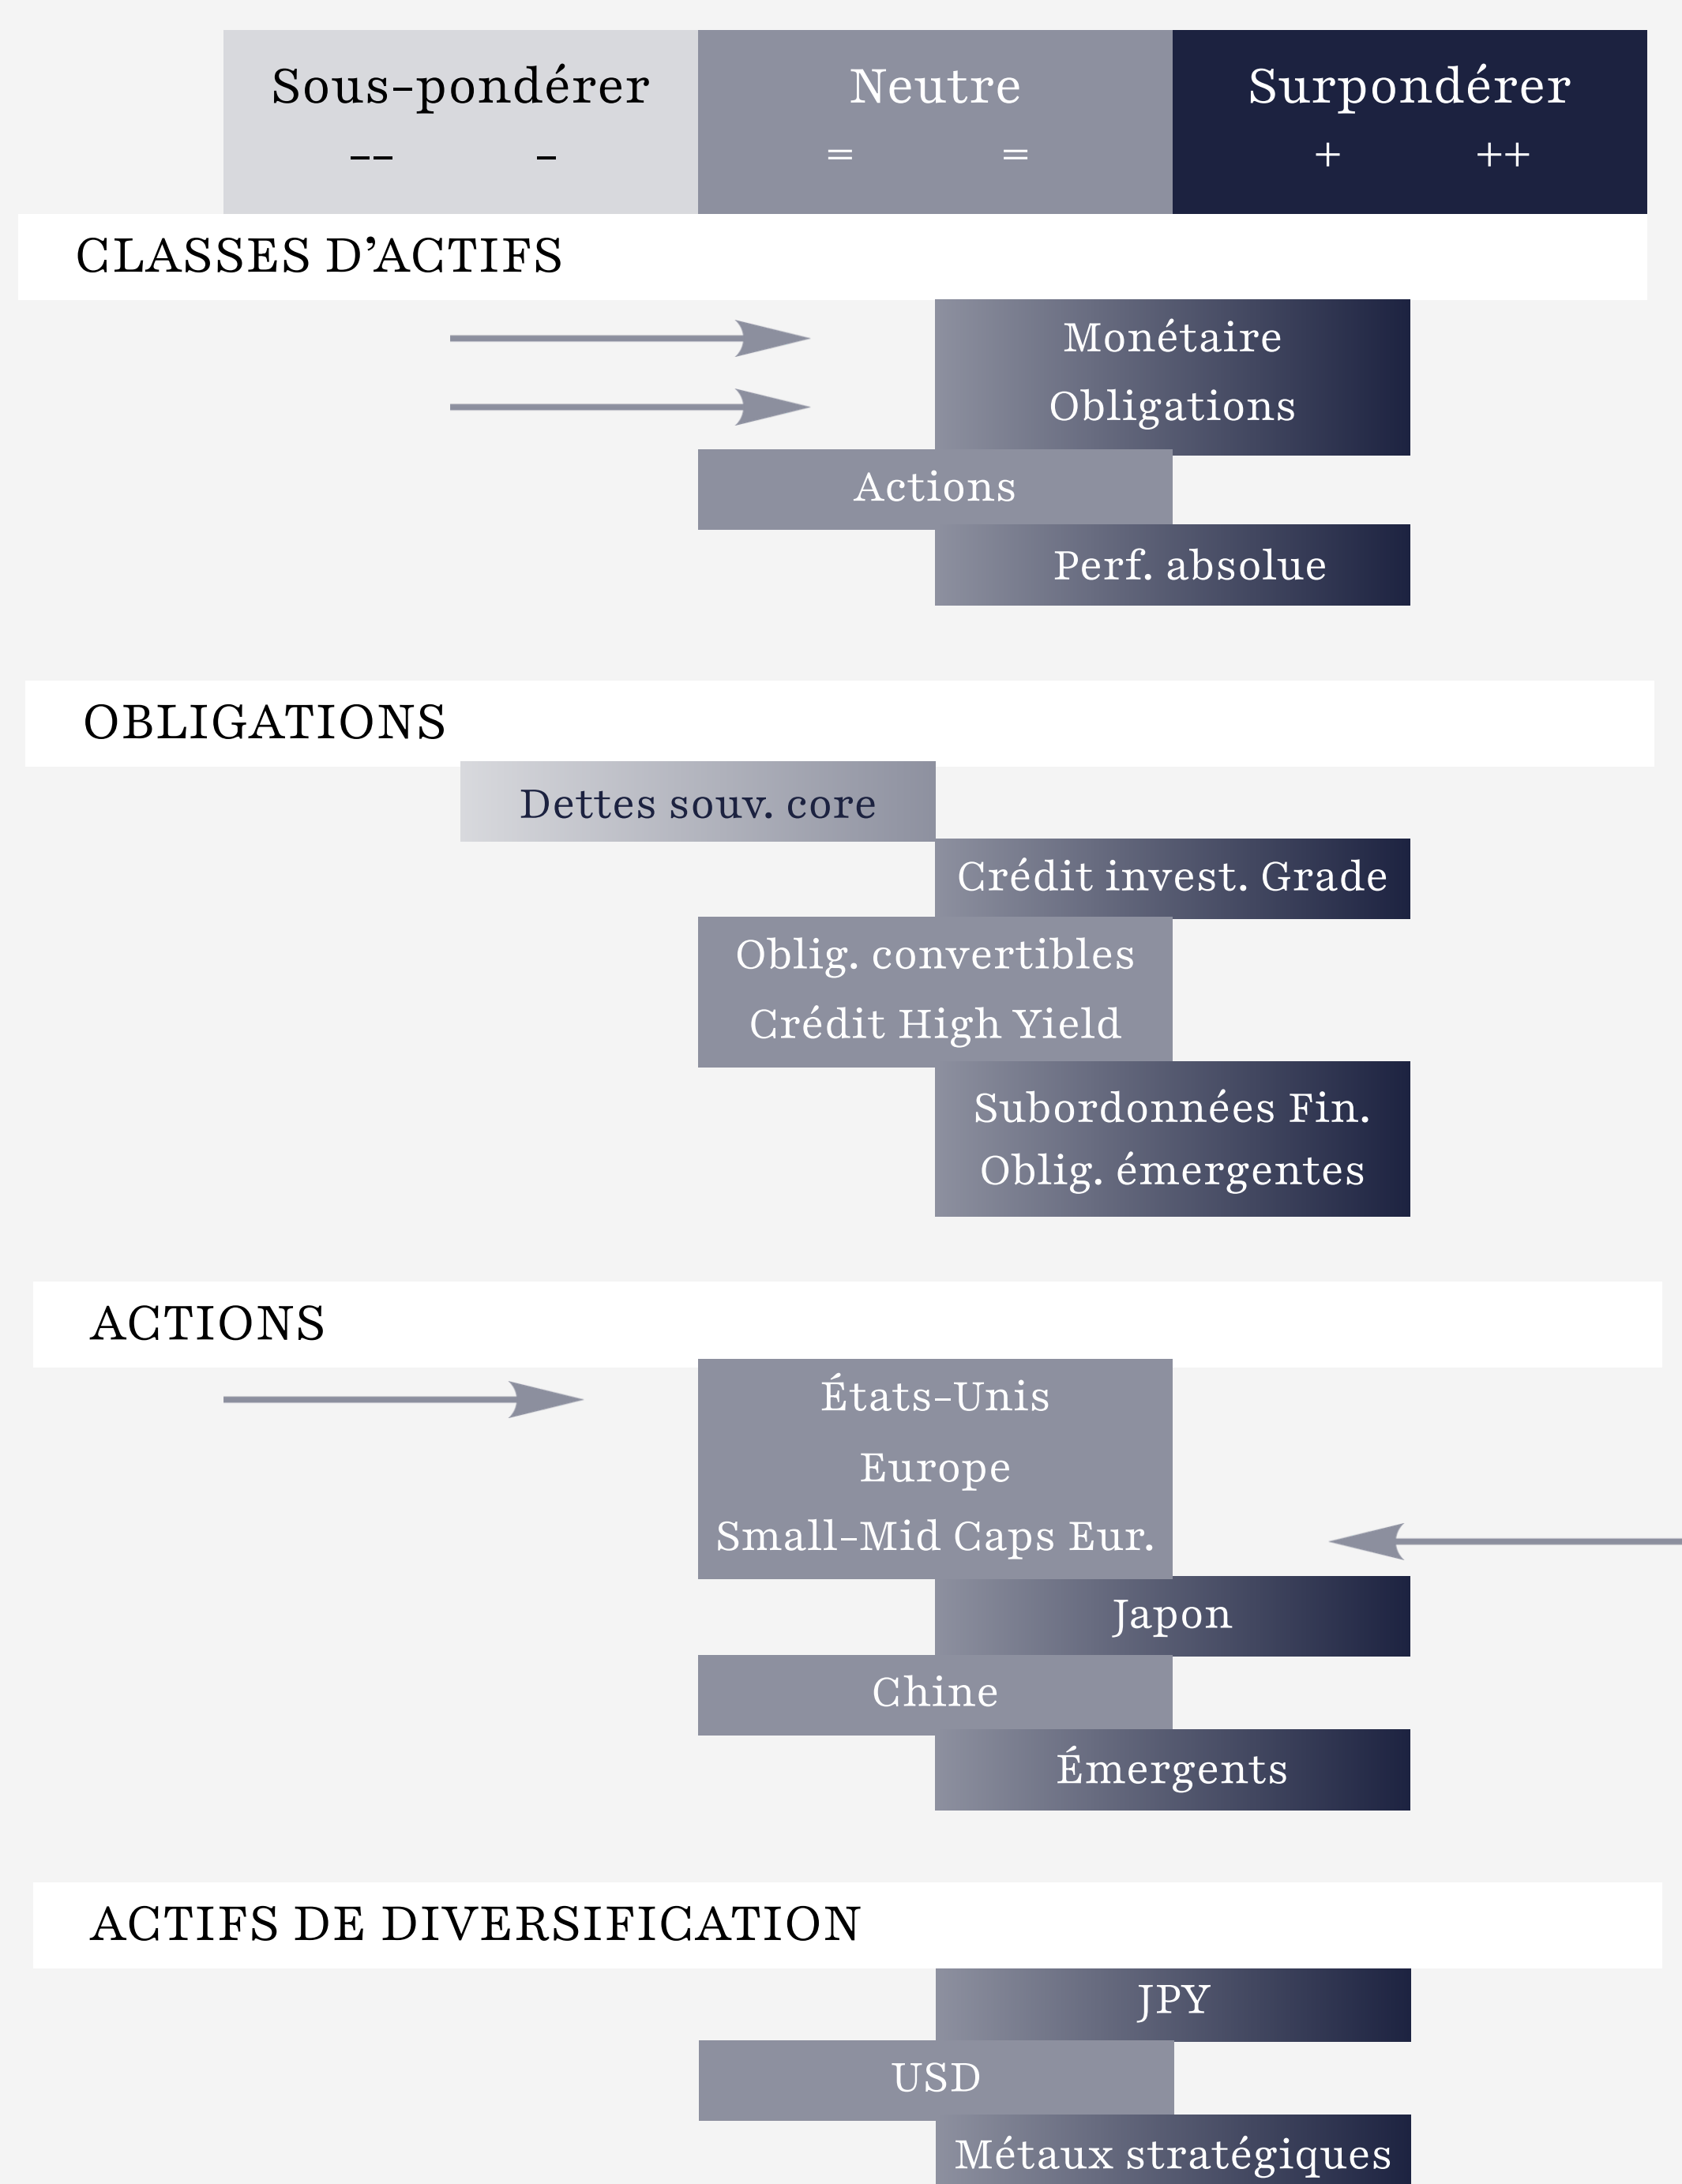 Sous-pondérer Neutre Surpondérer
-- - = = + ++
CLASSES D’ACTIFS
Monétaire
Obligations
Actions
Perf. absolue
OBLIGATIONS
Dettes souv. core
Crédit invest. Grade
Oblig. convertibles
Crédit High Yield
Subordonnées Fin.
Oblig. émergentes
ACTIONS
États-Unis
Europe
Small-Mid Caps Eur.
Japon
Chine
Émergents
ACTIFS DE DIVERSIFICATION
JPY
USD
Métaux stratégiques